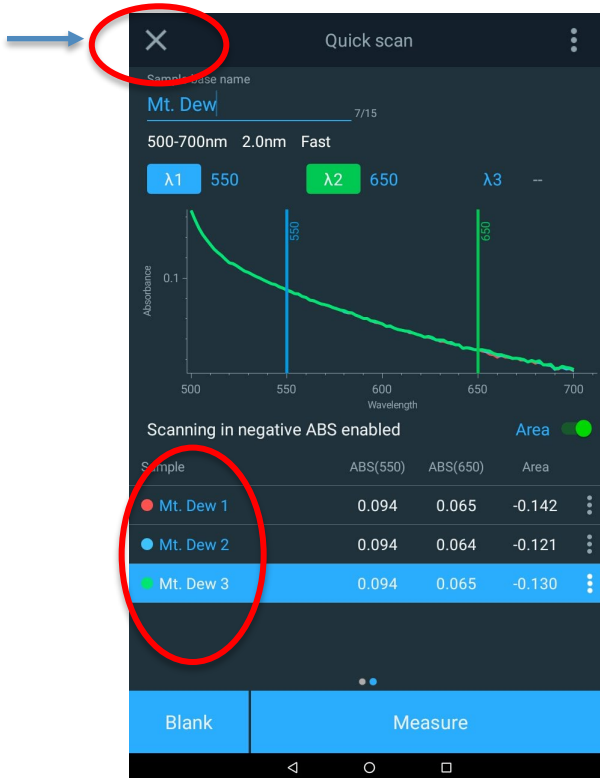 Quick scan
Sample base name
Mt. Dew
7/15
500-700nm 2.0nm Fast
λ1 550 λ2 650 λ3 --
550
650
0.1
Absorbance
500 550 600 650 700
Wavelength
Scanning in negative ABS enabled Area
Sample ABS(550) ABS(650) Area
Mt. Dew 1 0.094 0.065 -0.142
Mt. Dew 2 0.094 0.064 -0.121
Mt. Dew 3 0.094 0.065 -0.130
Blank Measure